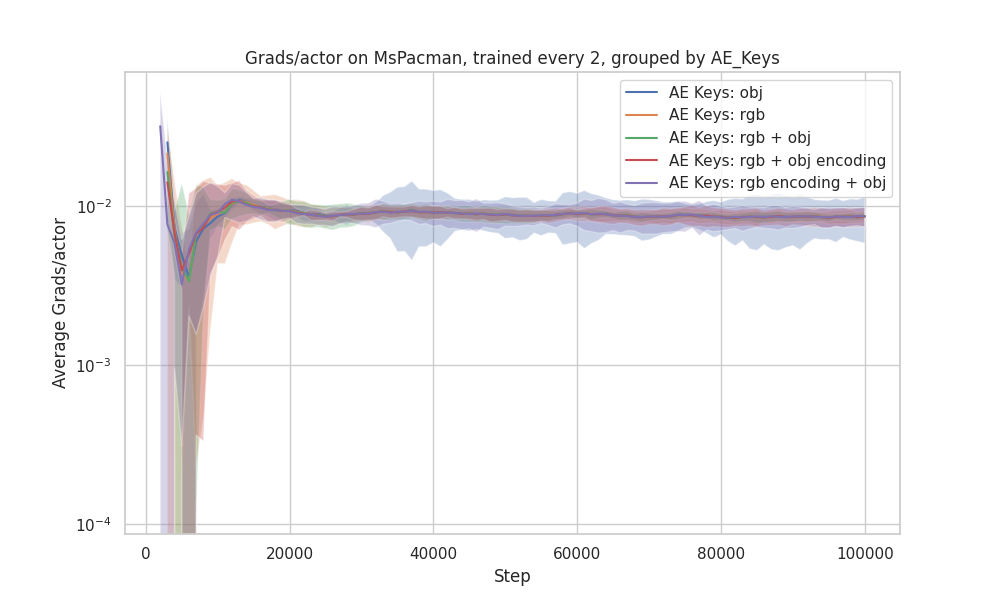 Grads/actor on MsPacman, trained every 2, grouped by AE_Keys
AE Keys: obj
AE Keys: rgb
AE Keys: rgb + obj
AE Keys: rgb + obj encoding
AE Keys: rgb encoding + obj
Average Grads/actor
10⁻²
10⁻³
10⁻⁴
0 20000 40000 60000 80000 100000
Step